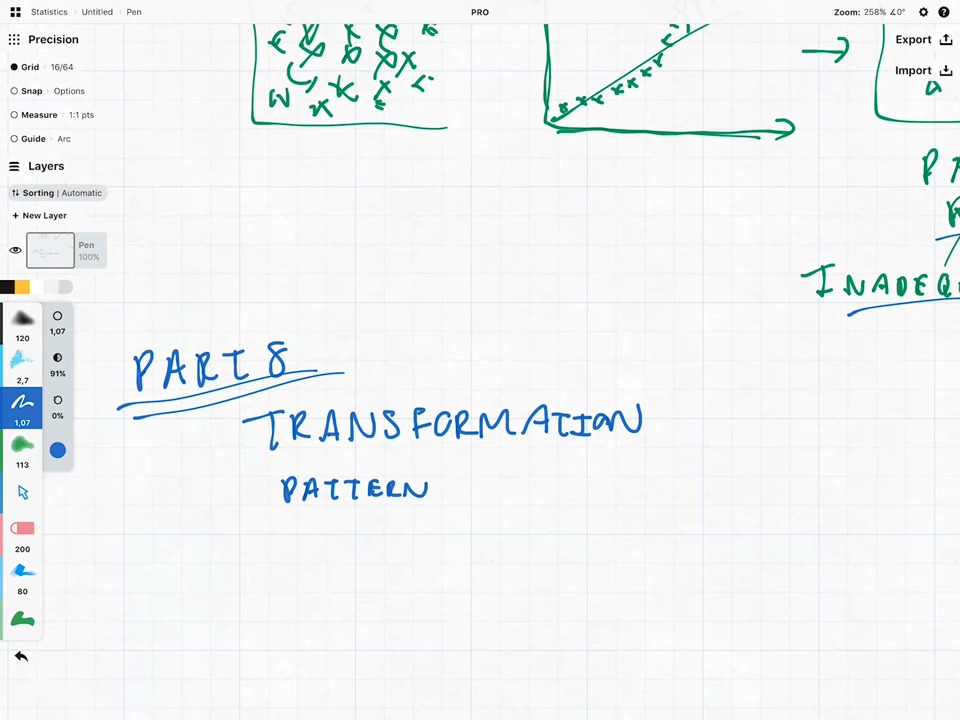 Statistics | Untitled | Pen
PRO
Zoom: 258% ∡0°
Precision
Grid 16/64
Snap Options
Measure 1:1 pts
Guide Arc
Layers
Sorting | Automatic
+ New Layer
Pen
100%
120
2,7
1,07
113
200
80
1,07
91%
0%
Export
Import
INADEQ
PART 8
TRANSFORMATION
PATTERN